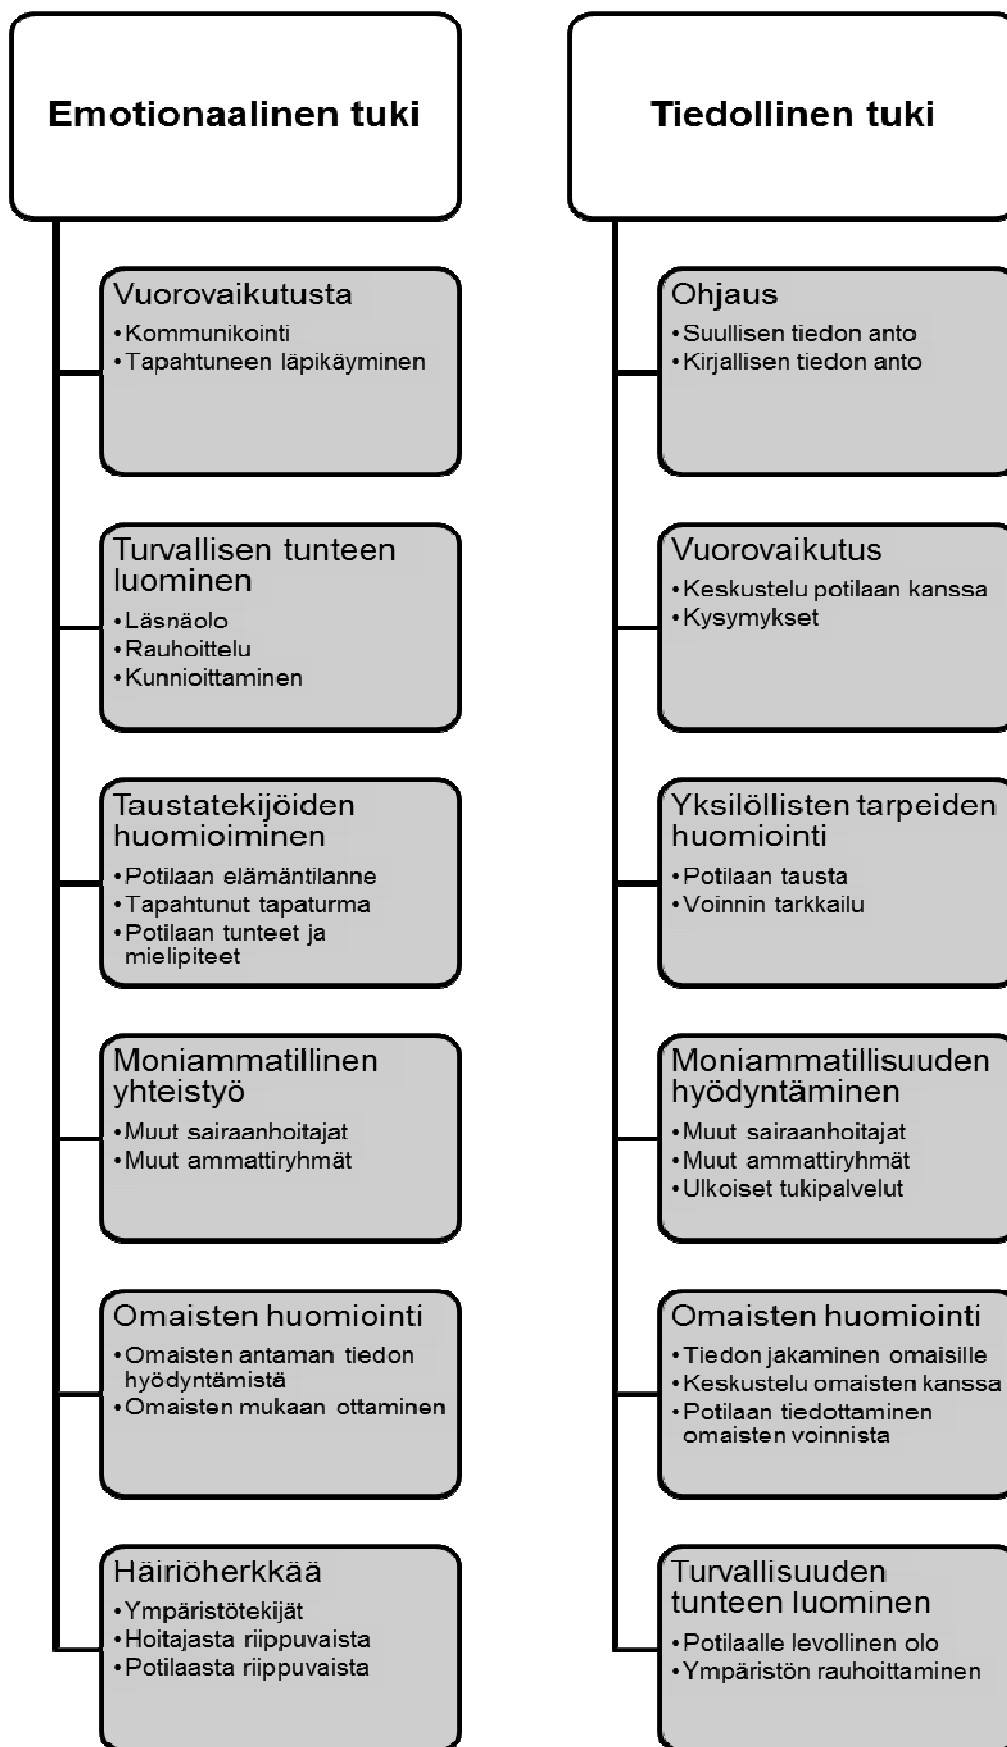 Emotionaalinen tuki
Vuorovaikutusta
•Kommunikointi
•Tapahtuneen läpikäyminen
Turvallisen tunteen
luominen
•Läsnäolo
•Rauhoittelu
•Kunnioittaminen
Taustatekijöiden
huomioiminen
•Potilaan elämäntilanne
•Tapahtunut tapaturma
•Potilaan tunteet ja
mielipiteet
Moniammatillinen
yhteistyö
•Muut sairaanhoitajat
•Muut ammattiryhmät
Omaisten huomiointi
•Omaisten antaman tiedon
hyödyntämistä
•Omaisten mukaan ottaminen
Häiriöherkkää
•Ympäristötekijät
•Hoitajasta riippuvaista
•Potilaasta riippuvaista
Tiedollinen tuki
Ohjaus
•Suullisen tiedon anto
•Kirjallisen tiedon anto
Vuorovaikutus
•Keskustelu potilaan kanssa
•Kysymykset
Yksilöllisten tarpeiden
huomiointi
•Potilaan tausta
•Voinnin tarkkailu
Moniammatillisuuden
hyödyntäminen
•Muut sairaanhoitajat
•Muut ammattiryhmät
•Ulkoiset tukipalvelut
Omaisten huomiointi
•Tiedon jakaminen omaisille
•Keskustelu omaisten kanssa
•Potilaan tiedottaminen
omaisten voinnista
Turvallisuuden
tunteen luominen
•Potilaalle levollinen olo
•Ympäristön rauhoittaminen